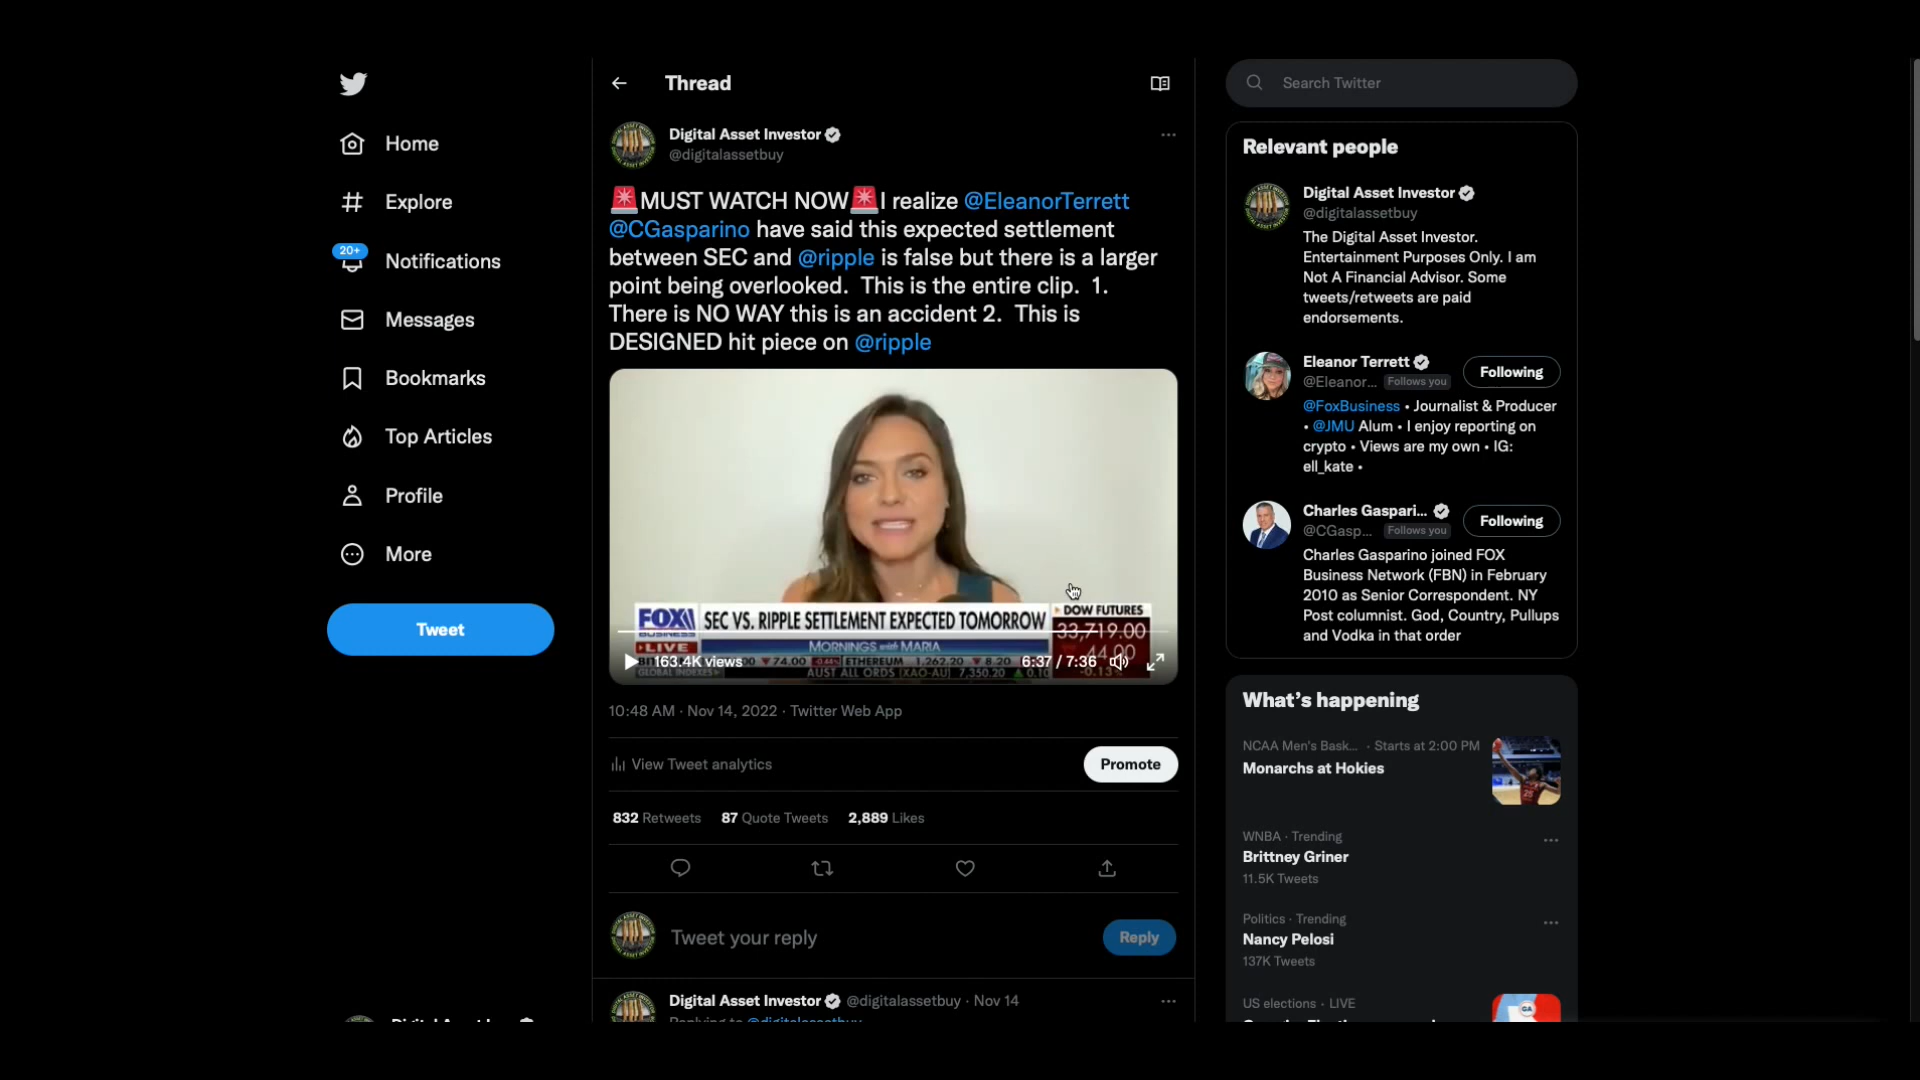 Home
Explore
20+
Notifications
Messages
Bookmarks
Top Articles
Profile
More
Tweet
Thread
Digital Asset Investor
@digitalassetbuy
🚨MUST WATCH NOW🚨I realize @EleanorTerrett
@CGasparino have said this expected settlement
between SEC and @ripple is false but there is a larger
point being overlooked. This is the entire clip. 1.
There is NO WAY this is an accident 2. This is
DESIGNED hit piece on @ripple
FOX
BUSINESS
LIVE
SEC VS. RIPPLE SETTLEMENT EXPECTED TOMORROW
MORNINGS with MARIA
DOW FUTURES
33,719.00
44.00
-0.13%
▼74.00 -0.44% ETHEREUM 1,262.20 ▼8.20
GLOBAL INDEXES AUST ALL ORDS (XAO-AU) 7,350.20 ▲0.10
163.4K views
6:37 / 7:36
10:48 AM · Nov 14, 2022 · Twitter Web App
View Tweet analytics
Promote
832 Retweets 87 Quote Tweets 2,889 Likes
Tweet your reply
Reply
Digital Asset Investor @digitalassetbuy · Nov 14
Search Twitter
Relevant people
Digital Asset Investor
@digitalassetbuy
The Digital Asset Investor.
Entertainment Purposes Only. I am
Not A Financial Advisor. Some
tweets/retweets are paid
endorsements.
Eleanor Terrett
@Eleanor... Follows you
Following
@FoxBusiness • Journalist & Producer
• @JMU Alum • I enjoy reporting on
crypto • Views are my own • IG:
ell_kate •
Charles Gaspari...
@CGasp... Follows you
Following
Charles Gasparino joined FOX
Business Network (FBN) in February
2010 as Senior Correspondent. NY
Post columnist. God, Country, Pullups
and Vodka in that order
What's happening
NCAA Men's Bask... · Starts at 2:00 PM
Monarchs at Hokies
WNBA · Trending
Brittney Griner
11.5K Tweets
Politics · Trending
Nancy Pelosi
137K Tweets
US elections · LIVE